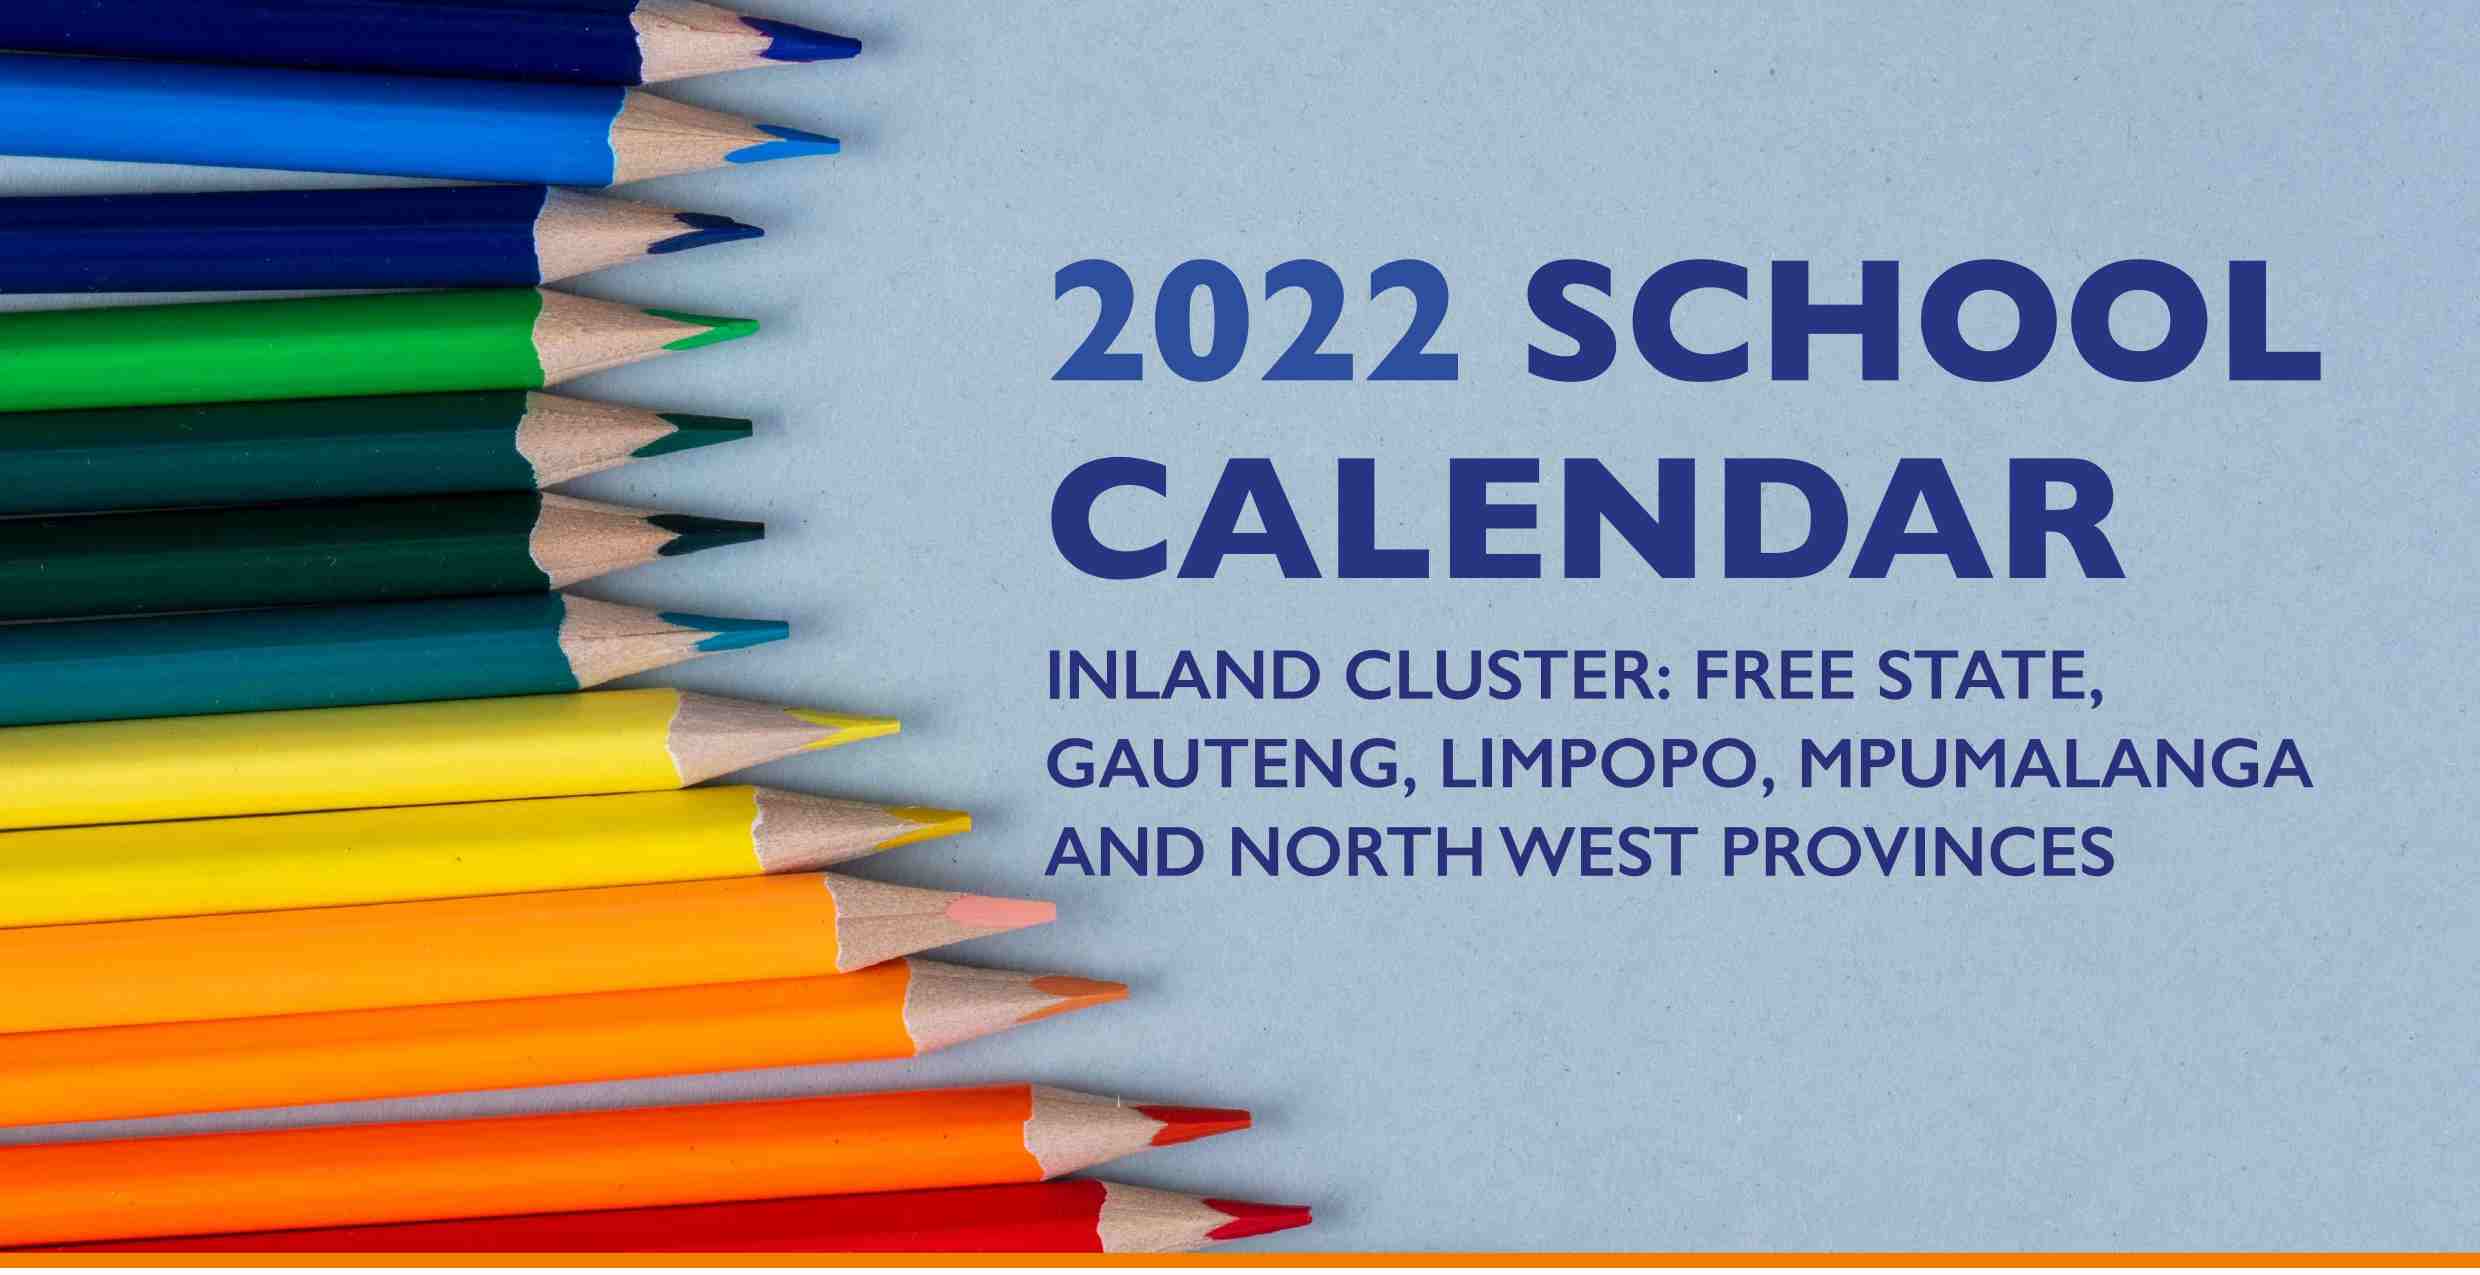 2022 SCHOOL
CALENDAR
INLAND CLUSTER: FREE STATE,
GAUTENG, LIMPOPO, MPUMALANGA
AND NORTH WEST PROVINCES